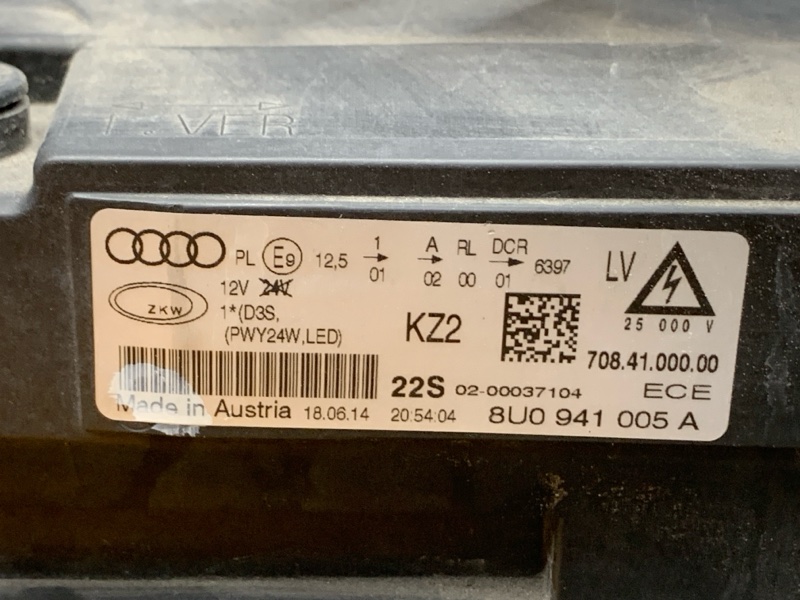 VER
PL E9 12,5 1 01 A 02 RL 00 DCR 01 6397 LV
12V 24V
ZKW
1*(D3S,
(PWY24W,LED)
KZ2
25 000 V
708.41.000.00
22S 02-00037104 ECE
Made in Austria 18.06.14 20:54:04 8U0 941 005 A